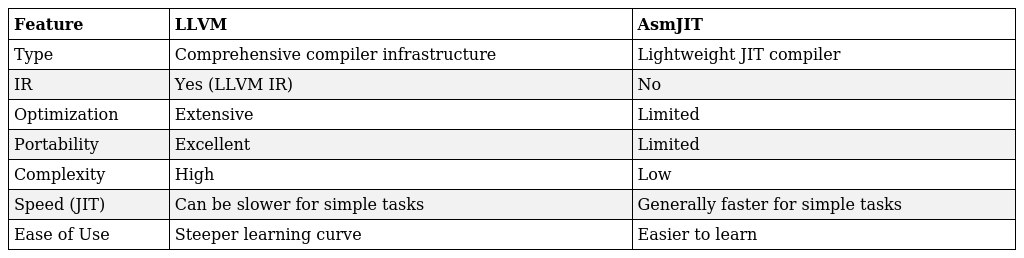 Feature LLVM AsmJIT
Type Comprehensive compiler infrastructure Lightweight JIT compiler
IR Yes (LLVM IR) No
Optimization Extensive Limited
Portability Excellent Limited
Complexity High Low
Speed (JIT) Can be slower for simple tasks Generally faster for simple tasks
Ease of Use Steeper learning curve Easier to learn